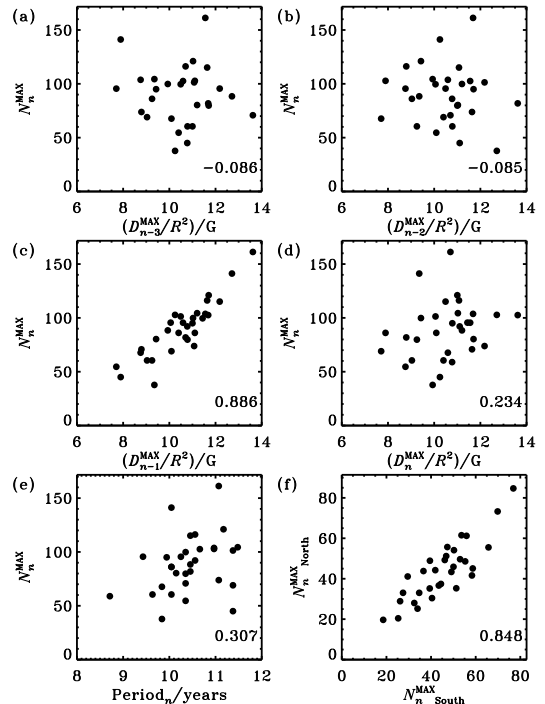 (a)
150
100
50
0
N_n^MAX
−0.086
6 8 10 12 14
(D_{n−3}^MAX/R²)/G
(b)
150
100
50
0
N_n^MAX
−0.085
6 8 10 12 14
(D_{n−2}^MAX/R²)/G
(c)
150
100
50
0
N_n^MAX
0.886
6 8 10 12 14
(D_{n−1}^MAX/R²)/G
(d)
150
100
50
0
N_n^MAX
0.234
6 8 10 12 14
(D_n^MAX/R²)/G
(e)
150
100
50
0
N_n^MAX
0.307
8 9 10 11 12
Period_n/years
(f)
80
60
40
20
0
N_n^MAX North
0.848
0 20 40 60 80
N_n^MAX South